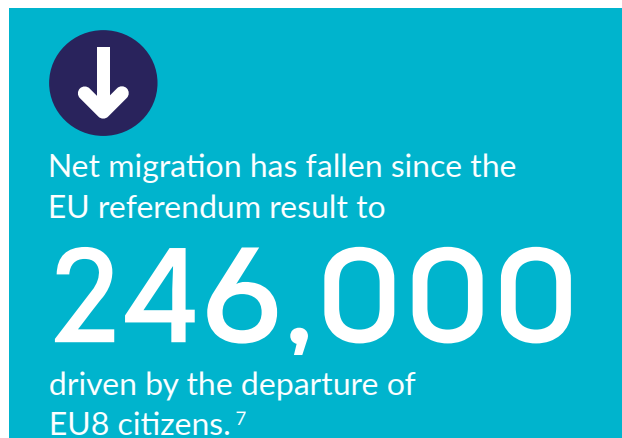 Net migration has fallen since the
EU referendum result to
246,000
driven by the departure of
EU8 citizens. 7